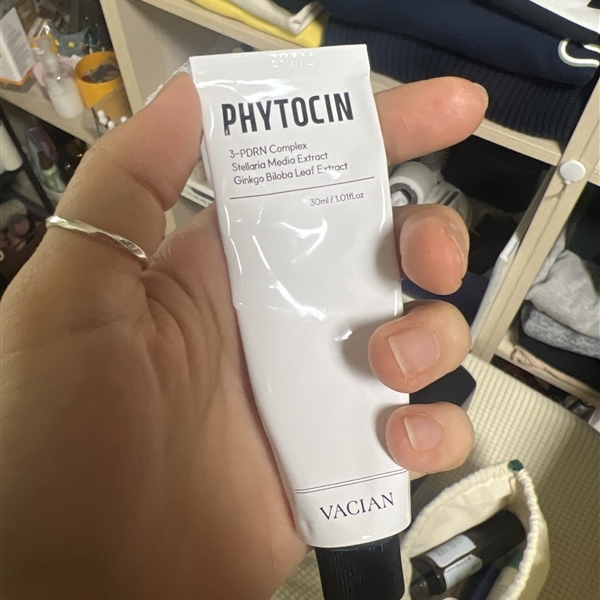 PHYTOCIN
3-PDRN Complex
Stellaria Media Extract
Ginkgo Biloba Leaf Extract
30ml / 1.01fl.oz
VACIAN